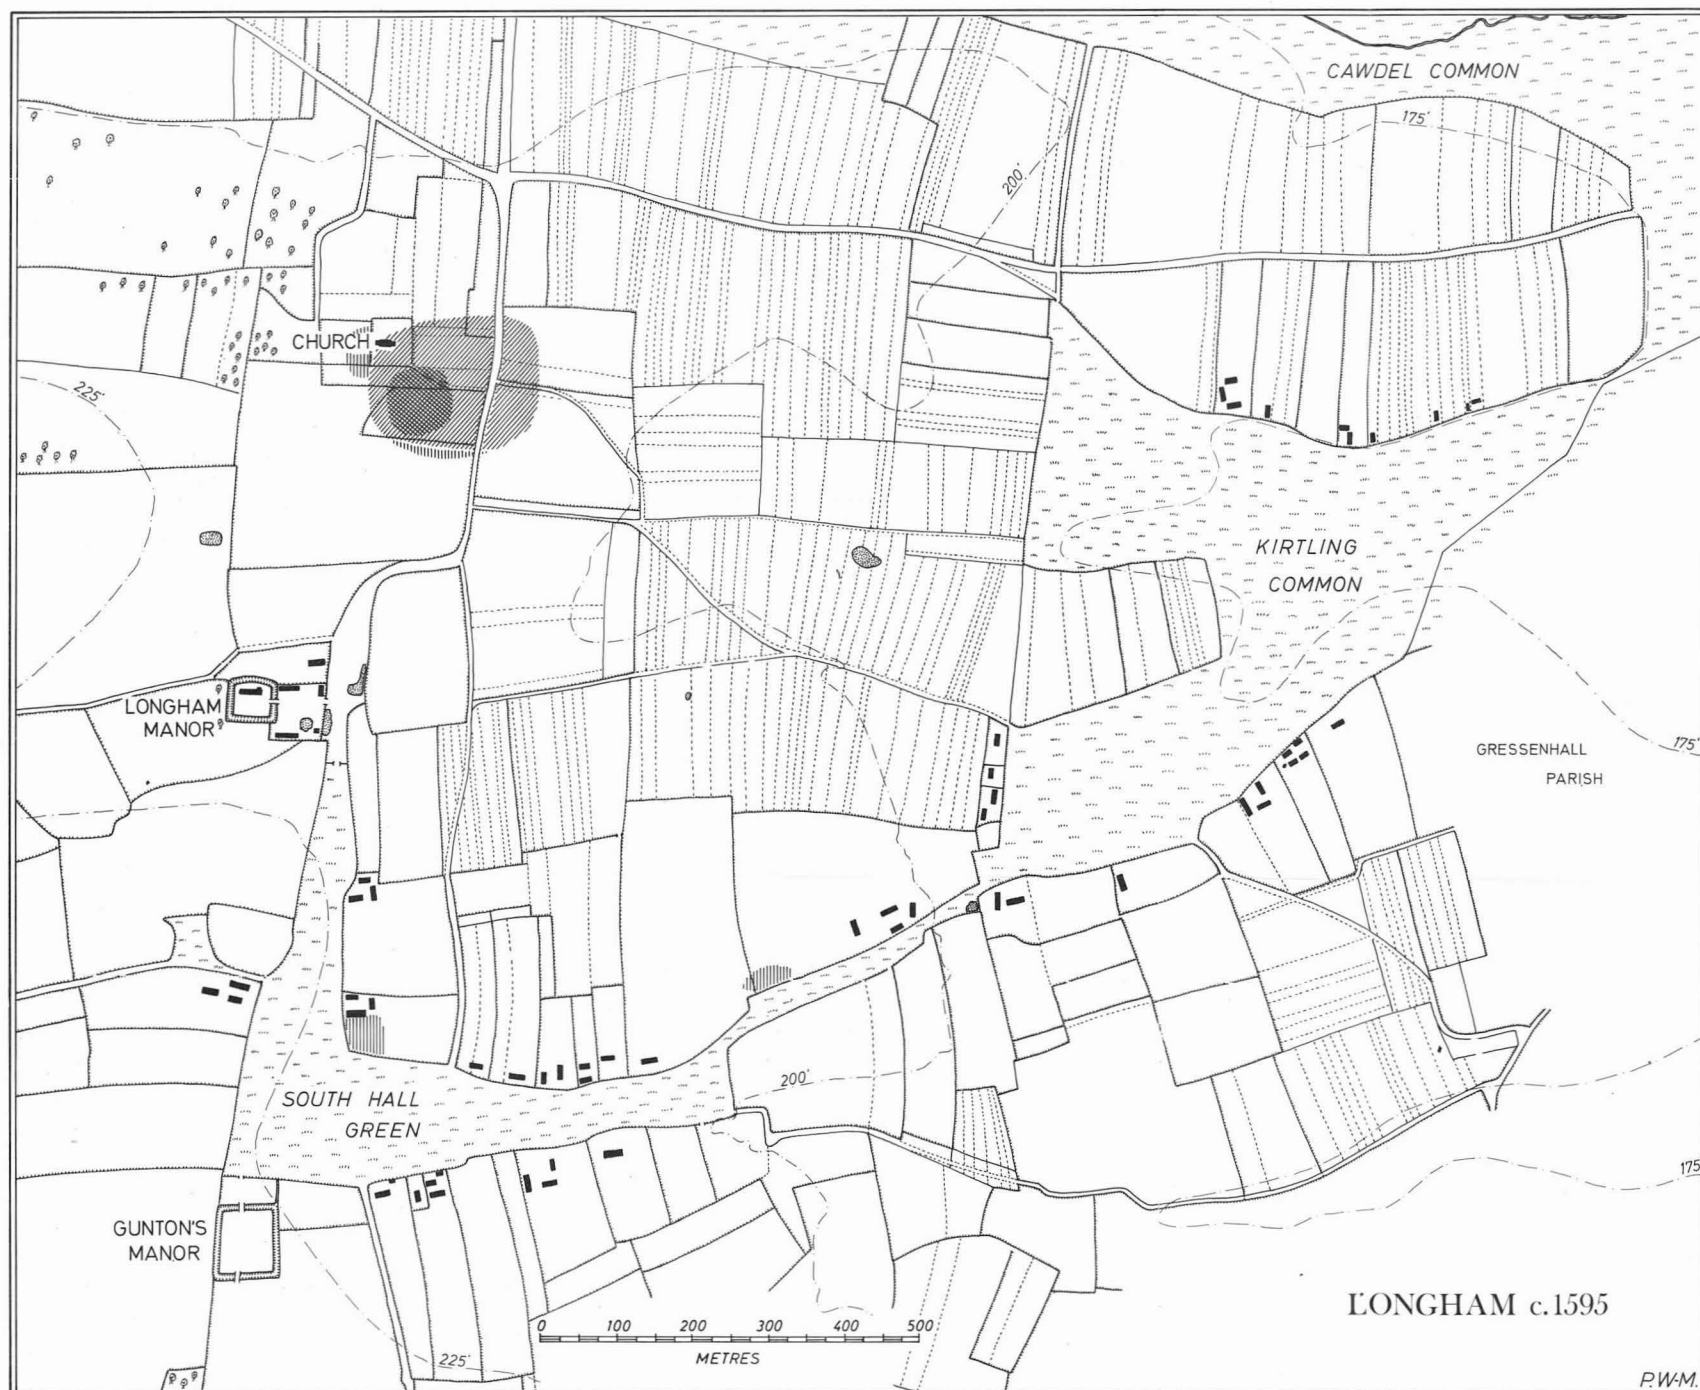 CAWDEL COMMON
175'
200'
CHURCH
225'
KIRTLING
COMMON
LONGHAM
MANOR
GRESSENHALL
PARISH
175'
200'
SOUTH HALL
GREEN
175
GUNTON'S
MANOR
LONGHAM c.1595
0 100 200 300 400 500
METRES
225'
P.W-M.